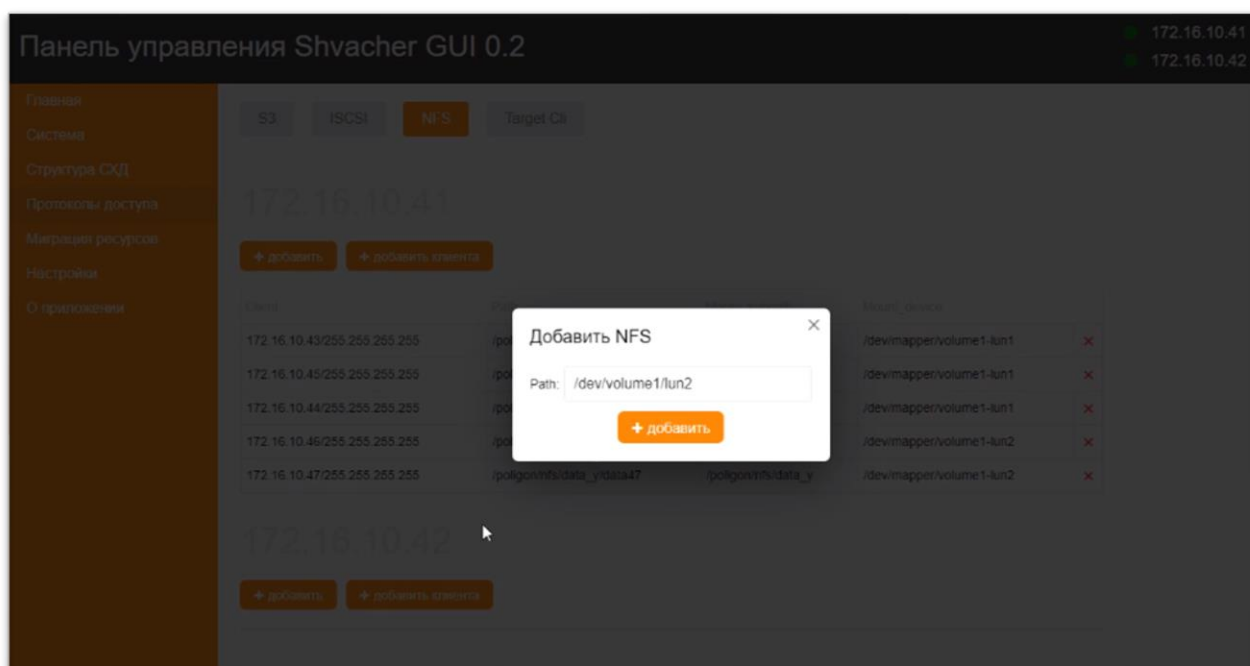 Панель управления Shvacher GUI 0.2
172.16.10.41
172.16.10.42
Главная
Система
Структура СХД
Протоколы доступа
Миграция ресурсов
Настройки
О приложении
S3 ISCSI NFS Target Cli
172.16.10.41
+ добавить + добавить клиента
Mount_device
172.16.10.43/255.255.255.255 /dev/mapper/volume1-lun1 ×
172.16.10.45/255.255.255.255 /dev/mapper/volume1-lun1 ×
172.16.10.44/255.255.255.255 /dev/mapper/volume1-lun1 ×
172.16.10.46/255.255.255.255 /dev/mapper/volume1-lun2 ×
172.16.10.47/255.255.255.255 /poligon/nfs/data_y/data47 /poligon/nfs/data_y /dev/mapper/volume1-lun2 ×
Добавить NFS ×
Path: /dev/volume1/lun2
+ добавить
172.16.10.42
+ добавить + добавить клиента